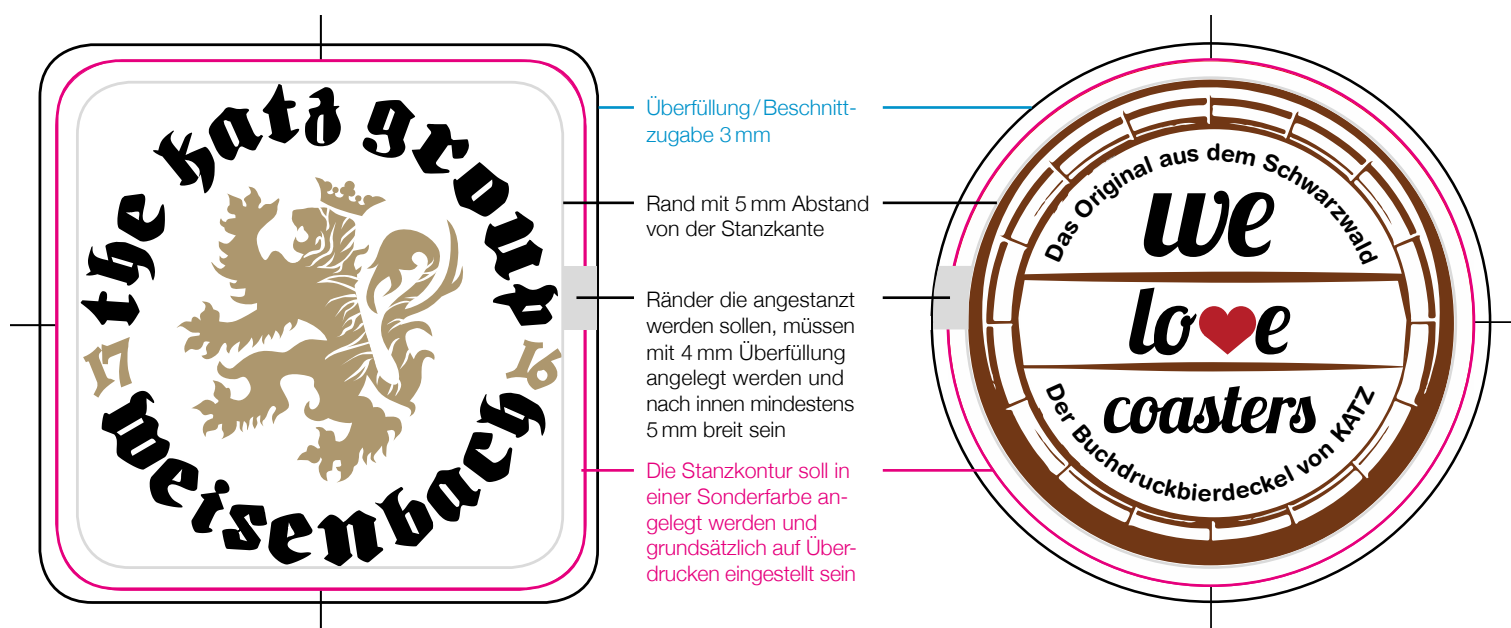 the katz group
17 16
weisenbach
Überfüllung / Beschnitt-
zugabe 3 mm
Rand mit 5 mm Abstand
von der Stanzkante
Ränder die angestanzt
werden sollen, müssen
mit 4 mm Überfüllung
angelegt werden und
nach innen mindestens
5 mm breit sein
Die Stanzkontur soll in
einer Sonderfarbe an-
gelegt werden und
grundsätzlich auf Über-
drucken eingestellt sein
Das Original aus dem Schwarzwald
we
lo♥e
coasters
Der Buchdruckbierdeckel von KATZ